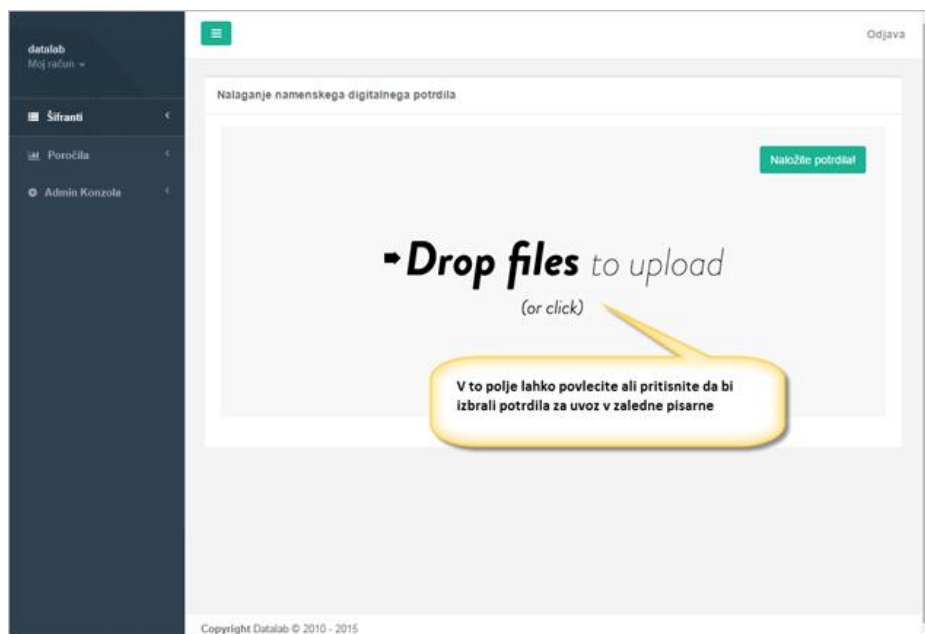 datalab
Moj račun
Odjava
Šifranti
Poročila
Admin Konzola
Nalaganje namenskega digitalnega potrdila
Naložite potrdila!
Drop files to upload
(or click)
V to polje lahko povlecite ali pritisnite da bi
izbrali potrdila za uvoz v zaledne pisarne
Copyright Datalab © 2010 - 2015